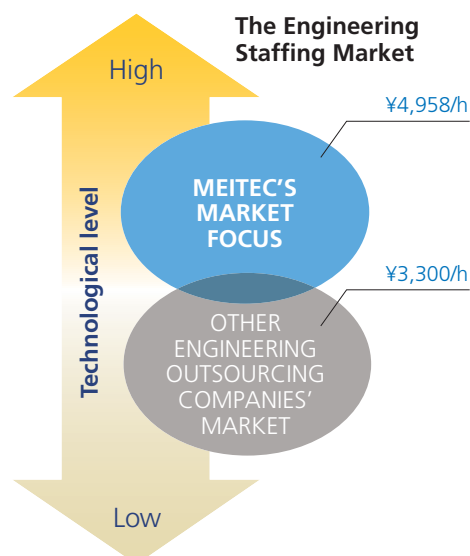 The Engineering
Staffing Market
High
¥4,958/h
MEITEC’S
MARKET
FOCUS
Technological level
¥3,300/h
OTHER
ENGINEERING
OUTSOURCING
COMPANIES’
MARKET
Low